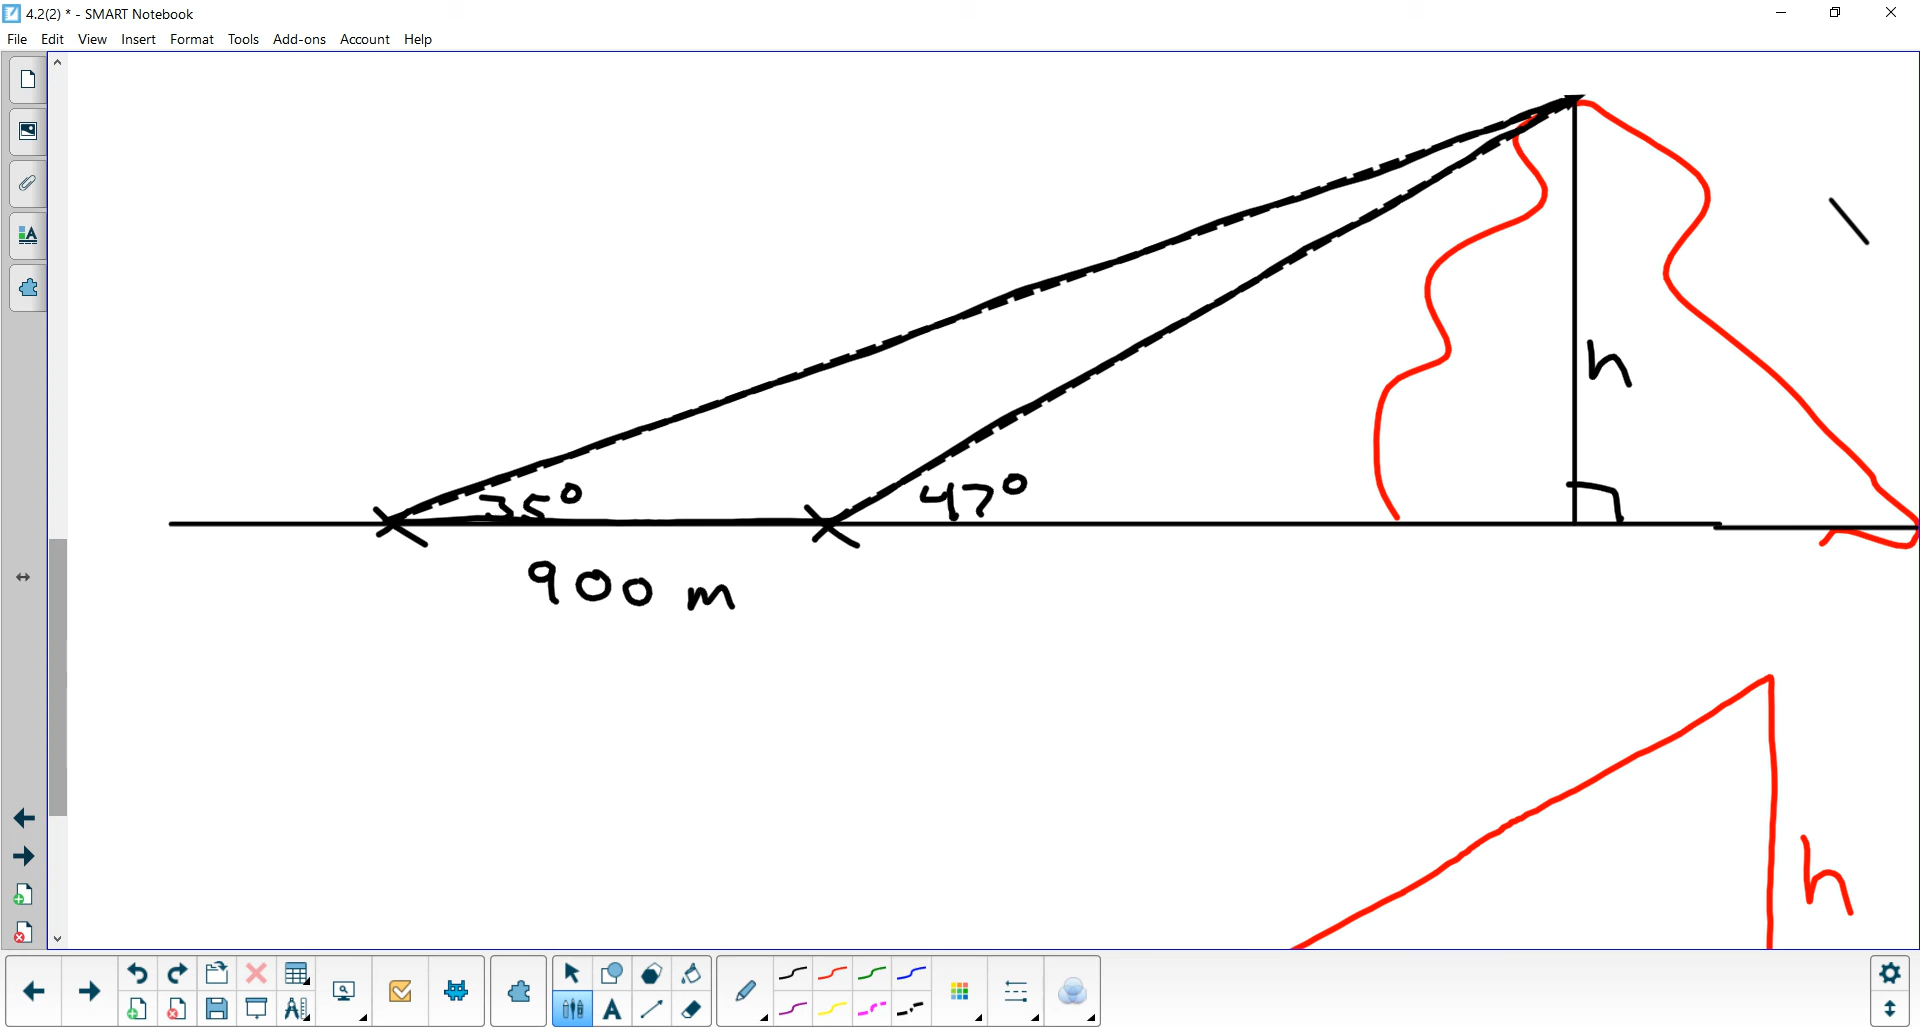 4.2(2) * - SMART Notebook
File Edit View Insert Format Tools Add-ons Account Help
h
35° 47°
900 m
h